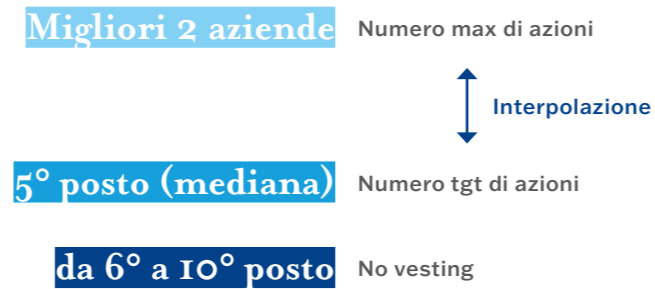 Migliori 2 aziende Numero max di azioni
Interpolazione
5° posto (mediana) Numero tgt di azioni
da 6° a 10° posto No vesting